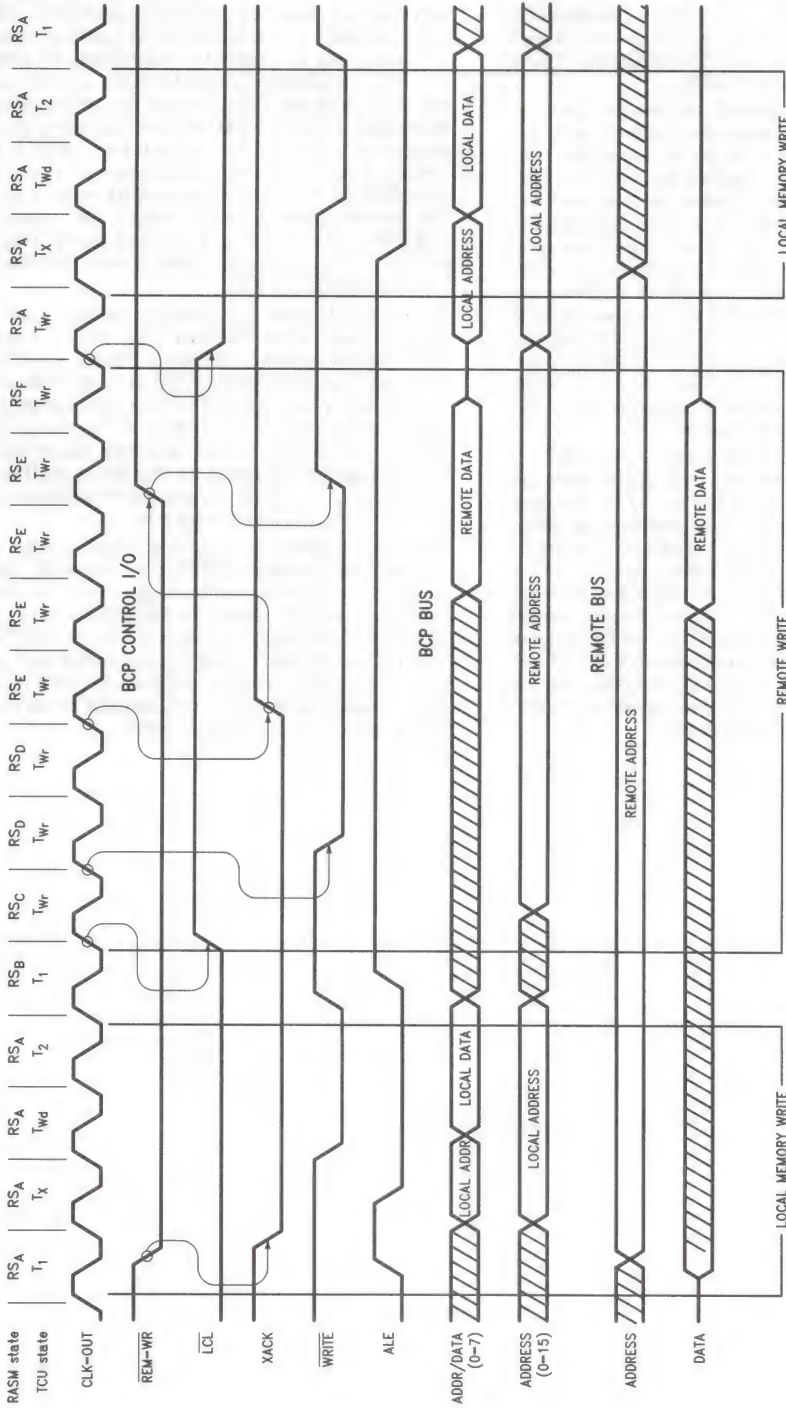 RASM state RSA RSA RSA RSA RSB RSC RSD RSD RSE RSE RSE RSE RSF RSA RSA RSA RSA RSA
TCU state T1 TX TWd T2 T1 TWr TWr TWr TWr TWr TWr TWr TWr TWr TX TWd T2 T1
CLK-OUT
BCP CONTROL I/O
REM-WR
LCL
XACK
WRITE
ALE
BCP BUS
ADDR/DATA LOCAL ADDR LOCAL DATA REMOTE DATA LOCAL ADDRESS LOCAL DATA
(0-7)
ADDRESS LOCAL ADDRESS REMOTE ADDRESS LOCAL ADDRESS
(0-15)
REMOTE BUS
ADDRESS REMOTE ADDRESS
DATA REMOTE DATA
LOCAL MEMORY WRITE REMOTE WRITE LOCAL MEMORY WRITE